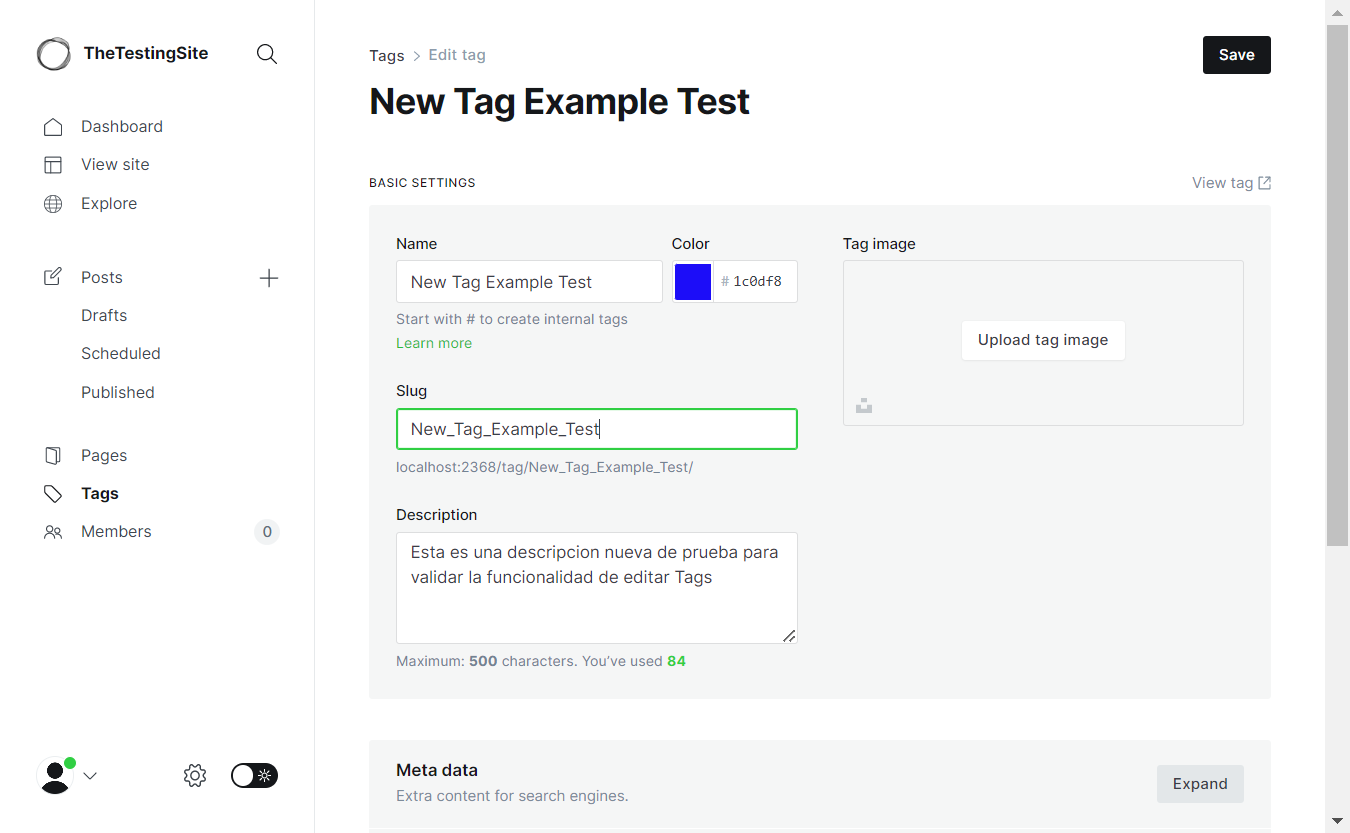 TheTestingSite
Dashboard
View site
Explore
Posts
Drafts
Scheduled
Published
Pages
Tags
Members 0
Tags > Edit tag
Save
New Tag Example Test
BASIC SETTINGS
View tag
Name
New Tag Example Test
Start with # to create internal tags
Learn more
Color
# 1c0df8
Slug
New_Tag_Example_Test
localhost:2368/tag/New_Tag_Example_Test/
Description
Esta es una descripcion nueva de prueba para
validar la funcionalidad de editar Tags
Maximum: 500 characters. You’ve used 84
Tag image
Upload tag image
Meta data
Extra content for search engines.
Expand